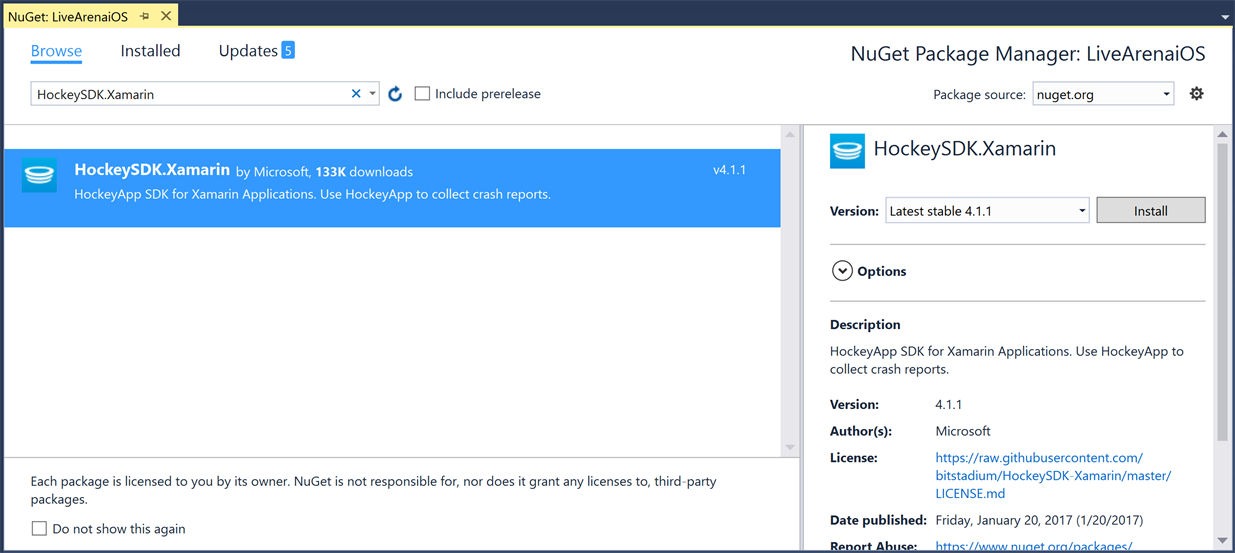 NuGet: LiveArenaiOS
Browse Installed Updates 5
NuGet Package Manager: LiveArenaiOS
HockeySDK.Xamarin
Include prerelease
Package source: nuget.org
HockeySDK.Xamarin by Microsoft, 133K downloads v4.1.1
HockeyApp SDK for Xamarin Applications. Use HockeyApp to collect crash reports.
Each package is licensed to you by its owner. NuGet is not responsible for, nor does it grant any licenses to, third-party
packages.
Do not show this again
HockeySDK.Xamarin
Version: Latest stable 4.1.1 Install
Options
Description
HockeyApp SDK for Xamarin Applications. Use HockeyApp to
collect crash reports.
Version: 4.1.1
Author(s): Microsoft
License: https://raw.githubusercontent.com/
bitstadium/HockeySDK-Xamarin/master/
LICENSE.md
Date published: Friday, January 20, 2017 (1/20/2017)
Report Abuse: https://www.nuget.org/packages/